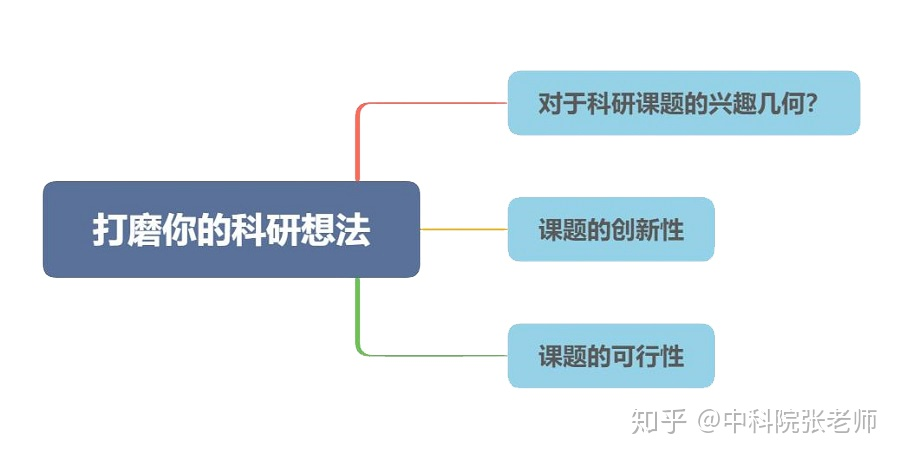 对于科研课题的兴趣几何?
打磨你的科研想法
课题的创新性
课题的可行性
知乎 @中科院张老师